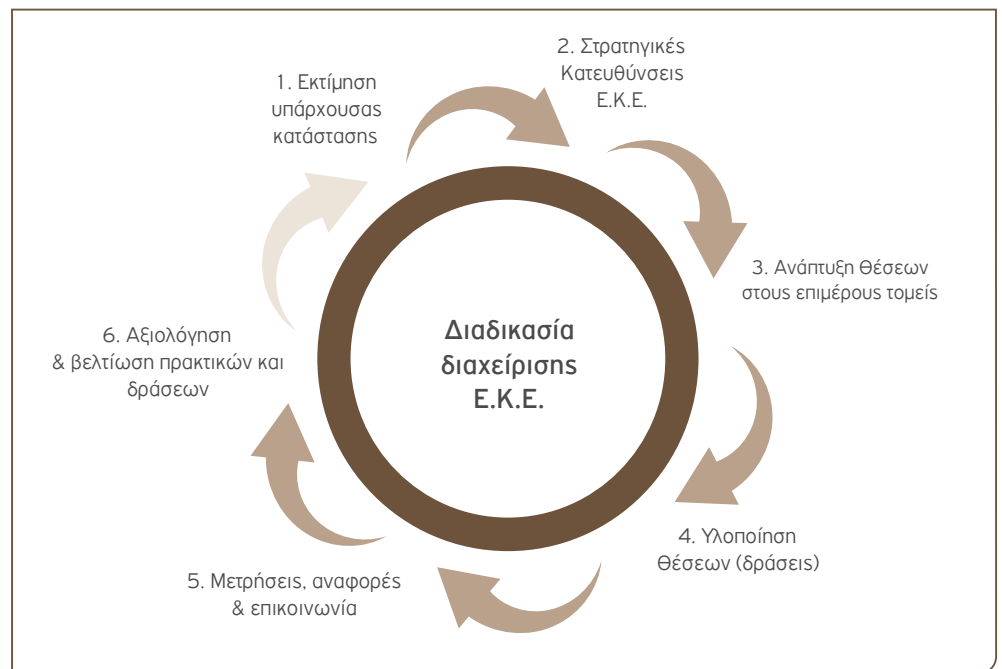 1. Εκτίμηση
υπάρχουσας
κατάστασης
2. Στρατηγικές
Κατευθύνσεις
Ε.Κ.Ε.
3. Ανάπτυξη Θέσεων
στους επιμέρους τομείς
4. Υλοποίηση
Θέσεων (δράσεις)
5. Μετρήσεις, αναφορές
& επικοινωνία
6. Αξιολόγηση
& βελτίωση πρακτικών και
δράσεων
Διαδικασία
διαχείρισης
Ε.Κ.Ε.